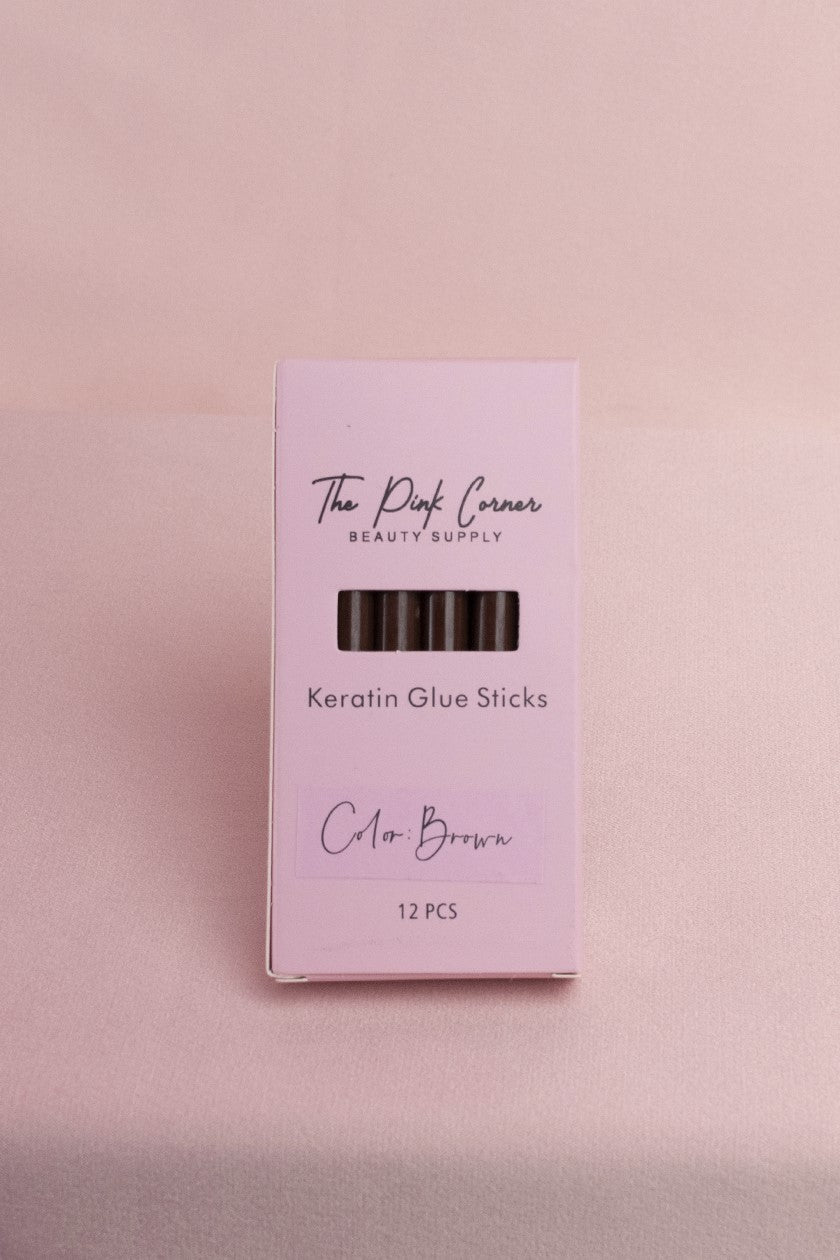 The Pink Corner
BEAUTY SUPPLY
Keratin Glue Sticks
Color: Brown
12 PCS